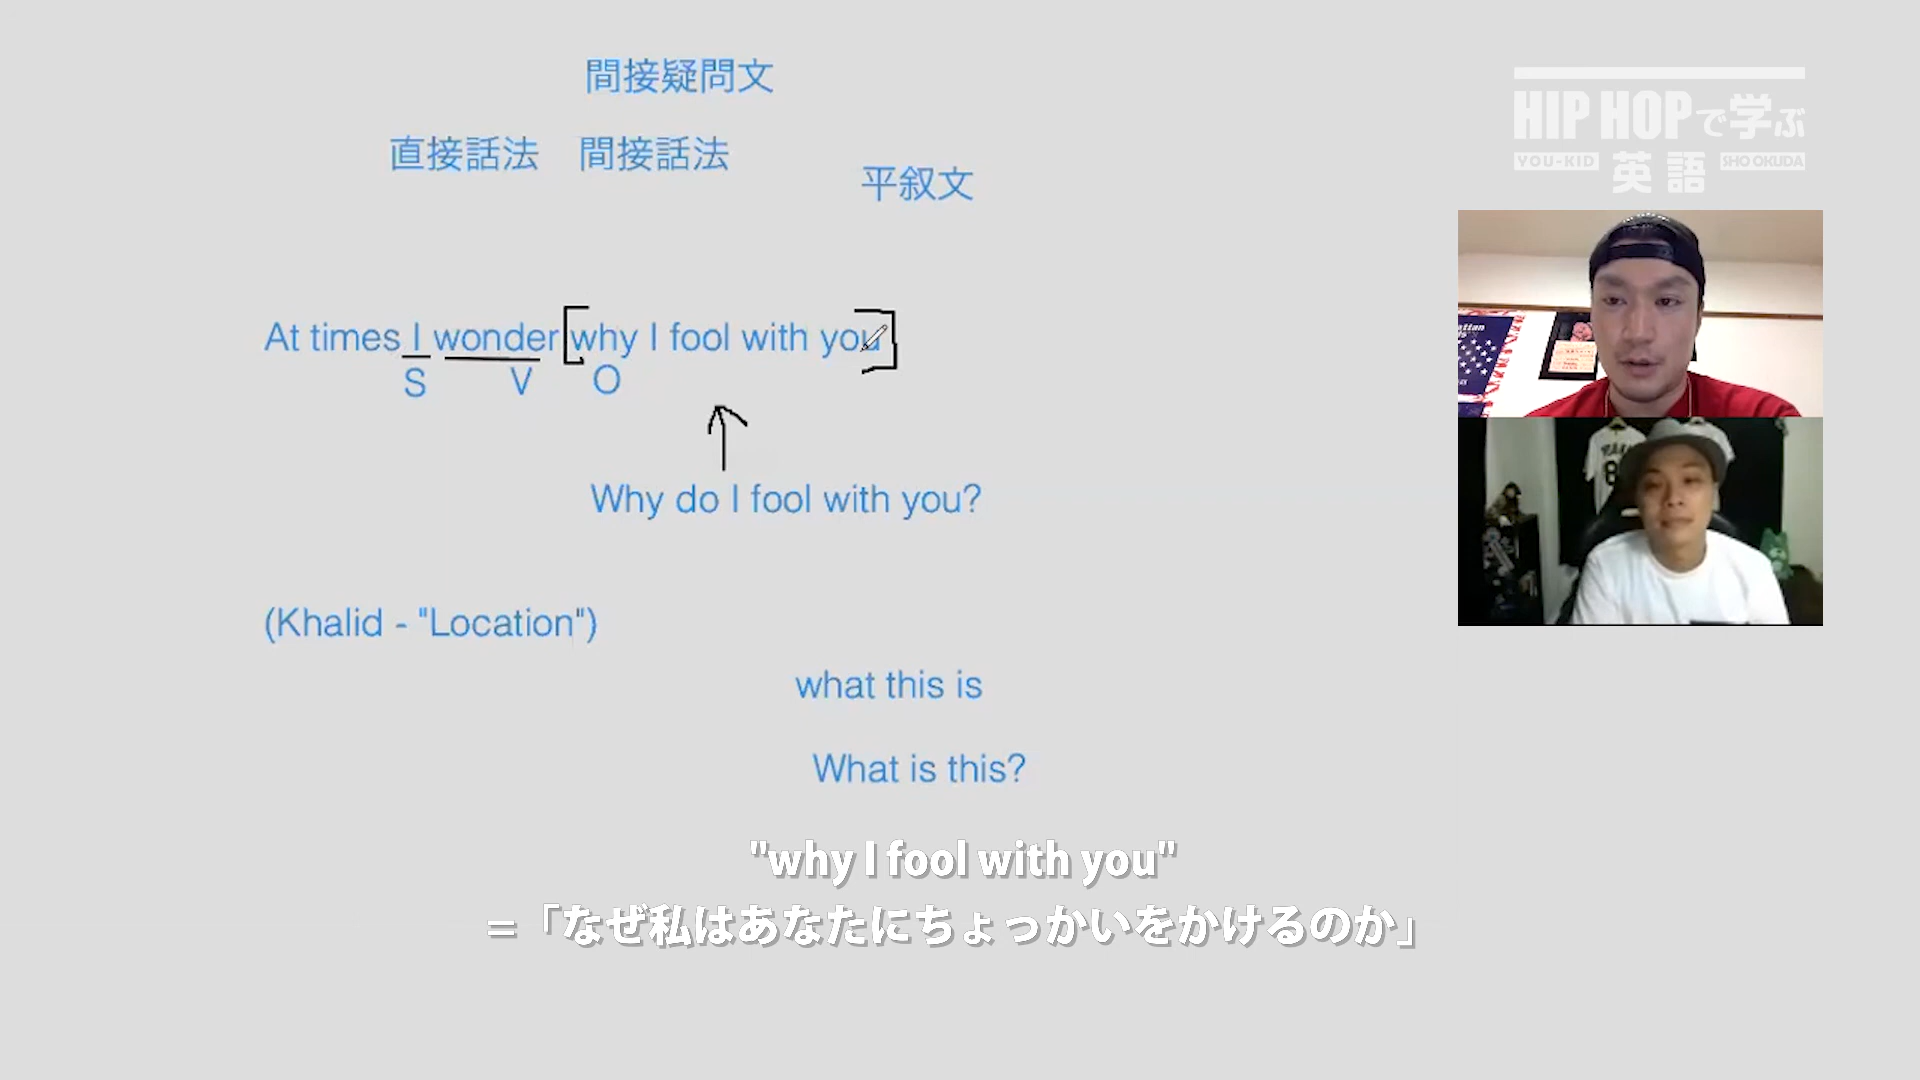 間接疑問文
直接話法 間接話法
平叙文
At times I wonder [why I fool with you]
S V O
Why do I fool with you?
(Khalid - "Location")
what this is
What is this?
"why I fool with you"
=「なぜ私はあなたにちょっかいをかけるのか」
HIP HOPで学ぶ
YOU-KID 英語 SHO OKUDA